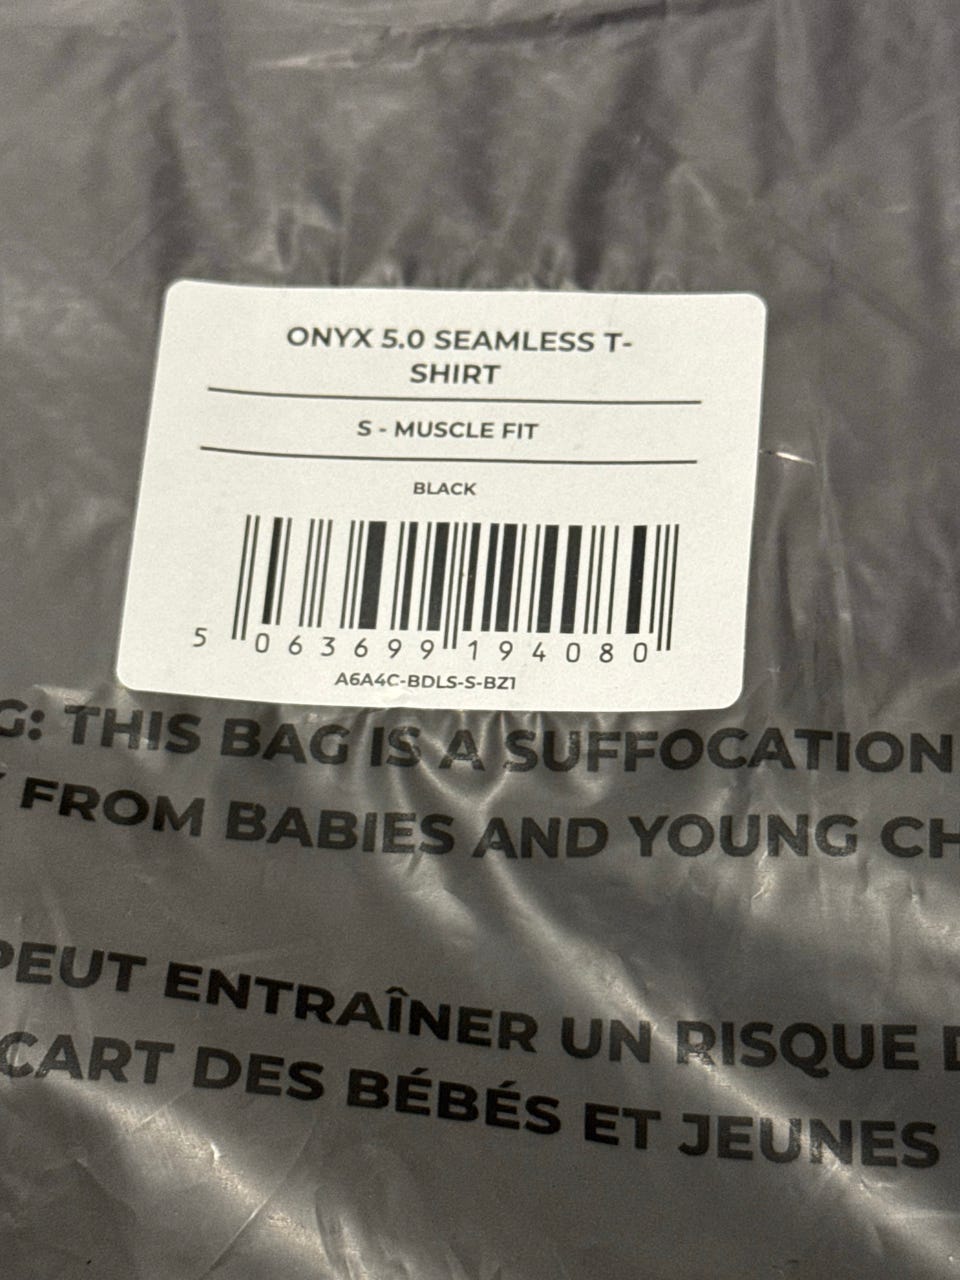 ONYX 5.0 SEAMLESS T-
SHIRT
S - MUSCLE FIT
BLACK
5 063699 194080
A6A4C-BDLS-S-BZ1
G: THIS BAG IS A SUFFOCATION
FROM BABIES AND YOUNG CH
PEUT ENTRAÎNER UN RISQUE D
CART DES BÉBÉS ET JEUNES